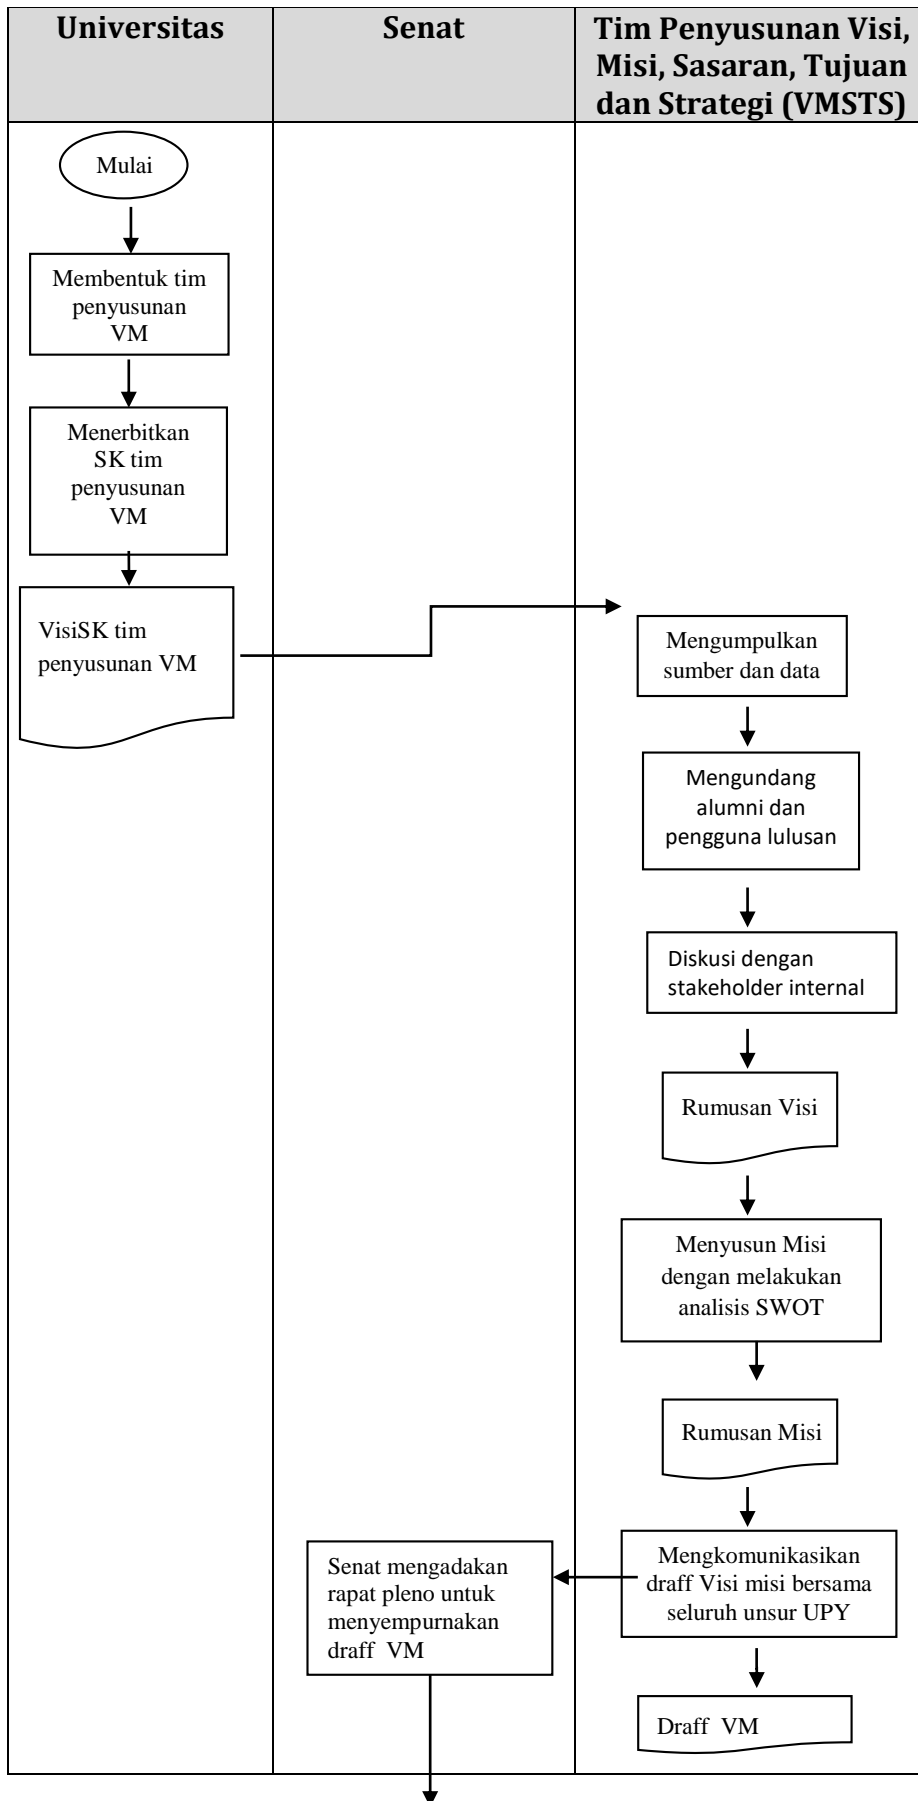 Universitas
Senat
Tim Penyusunan Visi,
Misi, Sasaran, Tujuan
dan Strategi (VMSTS)
Mulai
Membentuk tim
penyusunan
VM
Menerbitkan
SK tim
penyusunan
VM
VisiSK tim
penyusunan VM
Mengumpulkan
sumber dan data
Mengundang
alumni dan
pengguna lulusan
Diskusi dengan
stakeholder internal
Rumusan Visi
Menyusun Misi
dengan melakukan
analisis SWOT
Rumusan Misi
Mengkomunikasikan
draff Visi misi bersama
seluruh unsur UPY
Senat mengadakan
rapat pleno untuk
menyempurnakan
draff VM
Draff VM